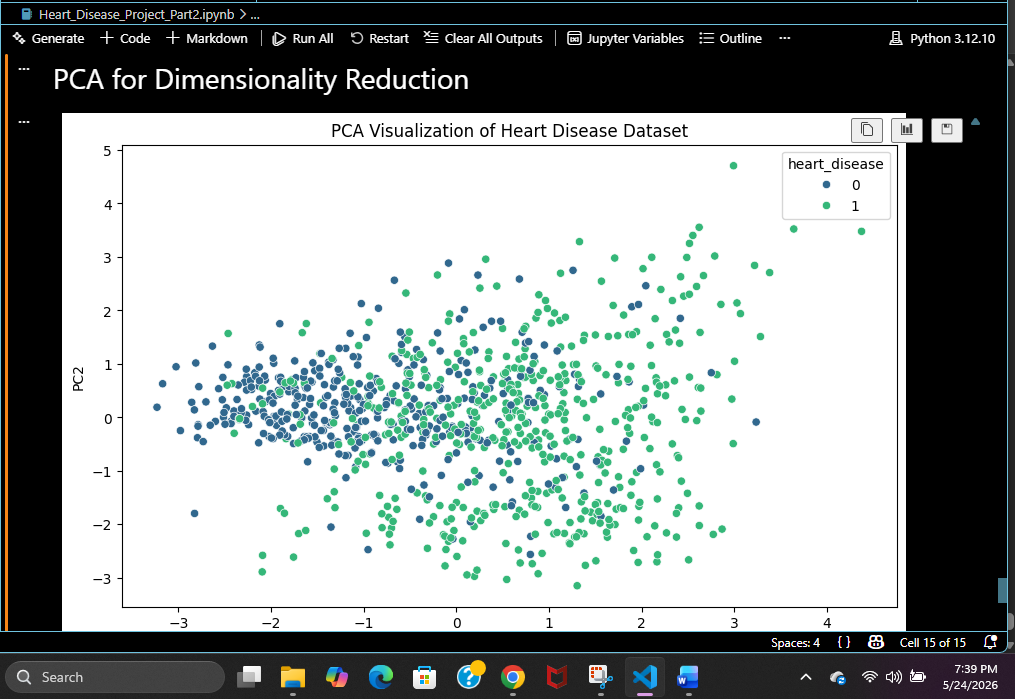 Heart_Disease_Project_Part2.ipynb > ...
Generate + Code + Markdown | Run All Restart Clear All Outputs | Jupyter Variables Outline ... Python 3.12.10
PCA for Dimensionality Reduction
PCA Visualization of Heart Disease Dataset
heart_disease
0
1
5
4
3
2
1
0
−1
−2
−3
PC2
−3 −2 −1 0 1 2 3 4
Spaces: 4 { } Cell 15 of 15
Search
7:39 PM
5/24/2026